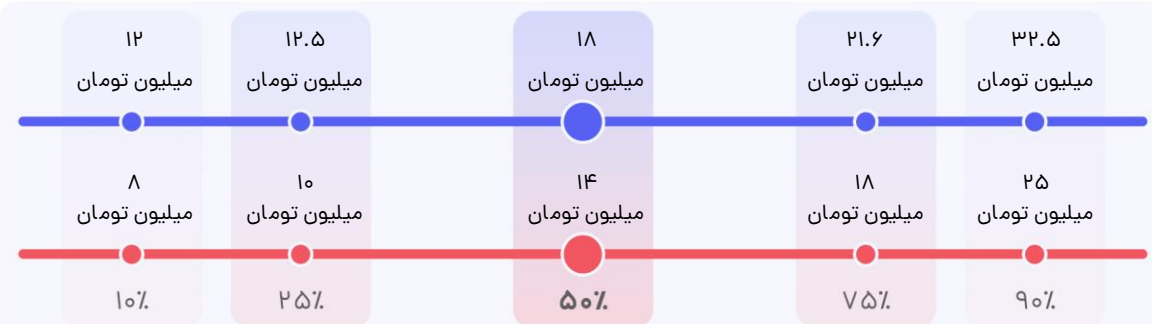 ۱۲
میلیون تومان
۱۲.۵
میلیون تومان
۱۸
میلیون تومان
۲۱.۶
میلیون تومان
۳۲.۵
میلیون تومان
۸
میلیون تومان
۱۰
میلیون تومان
۱۴
میلیون تومان
۱۸
میلیون تومان
۲۵
میلیون تومان
۱۰٪
۲۵٪
۵۰٪
۷۵٪
۹۰٪